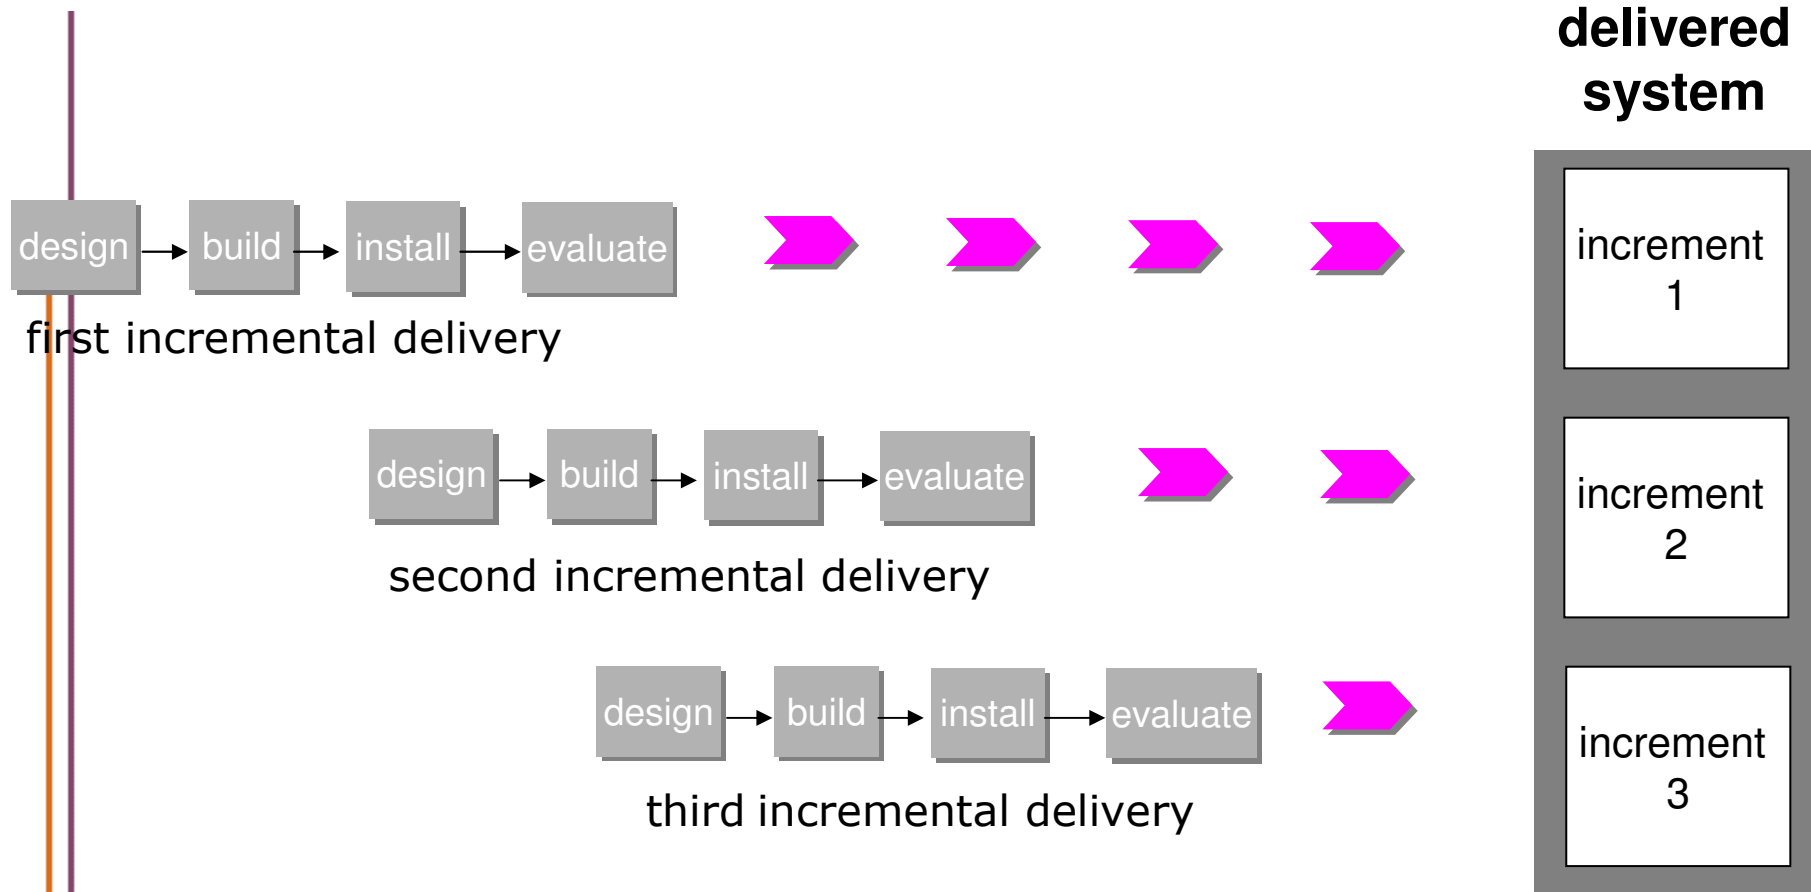 delivered
system
design build install evaluate
increment
1
first incremental delivery
design build install evaluate
increment
2
second incremental delivery
design build install evaluate
increment
3
third incremental delivery